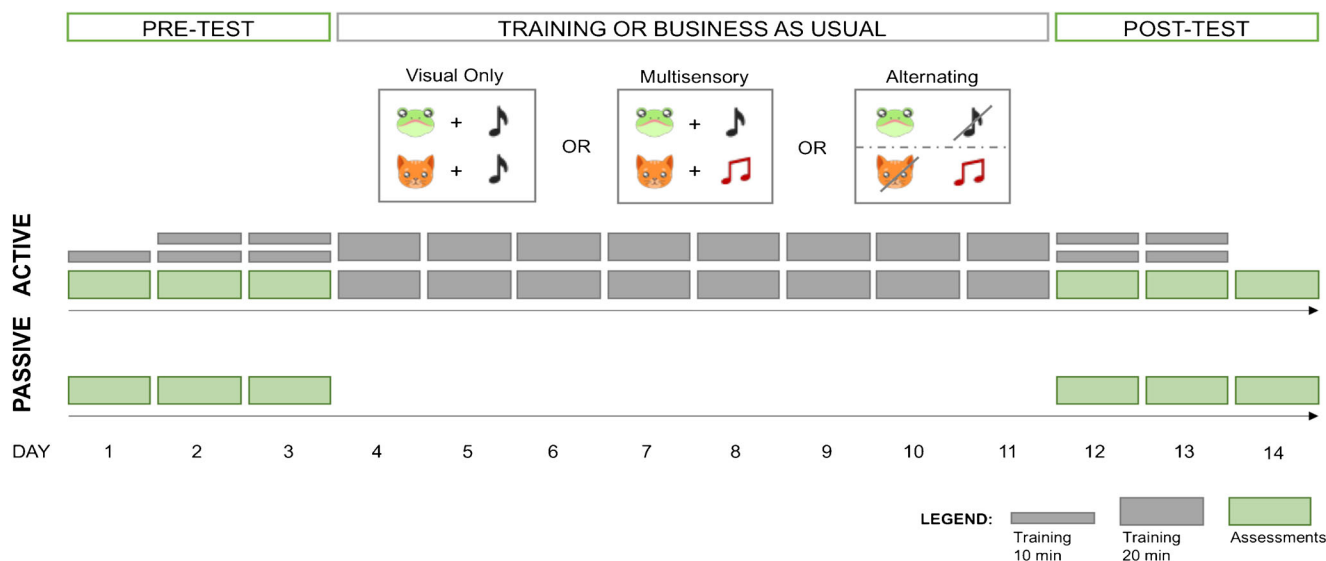 PRE-TEST
TRAINING OR BUSINESS AS USUAL
POST-TEST
Visual Only
Multisensory
Alternating
+
+
OR
+
+
OR
ACTIVE
PASSIVE
DAY 1 2 3 4 5 6 7 8 9 10 11 12 13 14
LEGEND:
Training
10 min
Training
20 min
Assessments